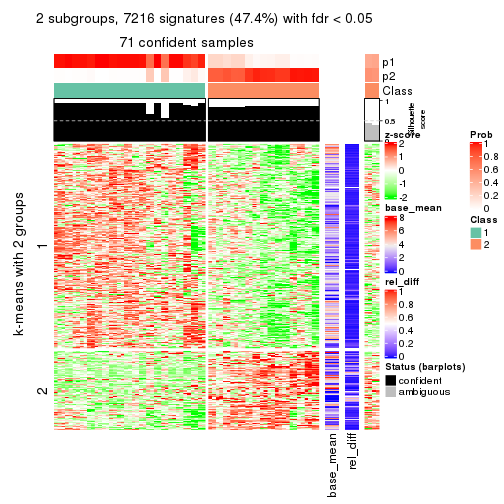 2 subgroups, 7216 signatures (47.4%) with fdr < 0.05
71 confident samples
p1
p2
Class
1
0.5
0
Silhouette
score
k-means with 2 groups
1
2
base_mean
rel_diff
z-score
2
1
0
-1
-2
base_mean
8
6
4
2
0
rel_diff
1
0.8
0.6
0.4
0.2
0
Status (barplots)
confident
ambiguous
Prob
1
0.8
0.6
0.4
0.2
0
Class
1
2